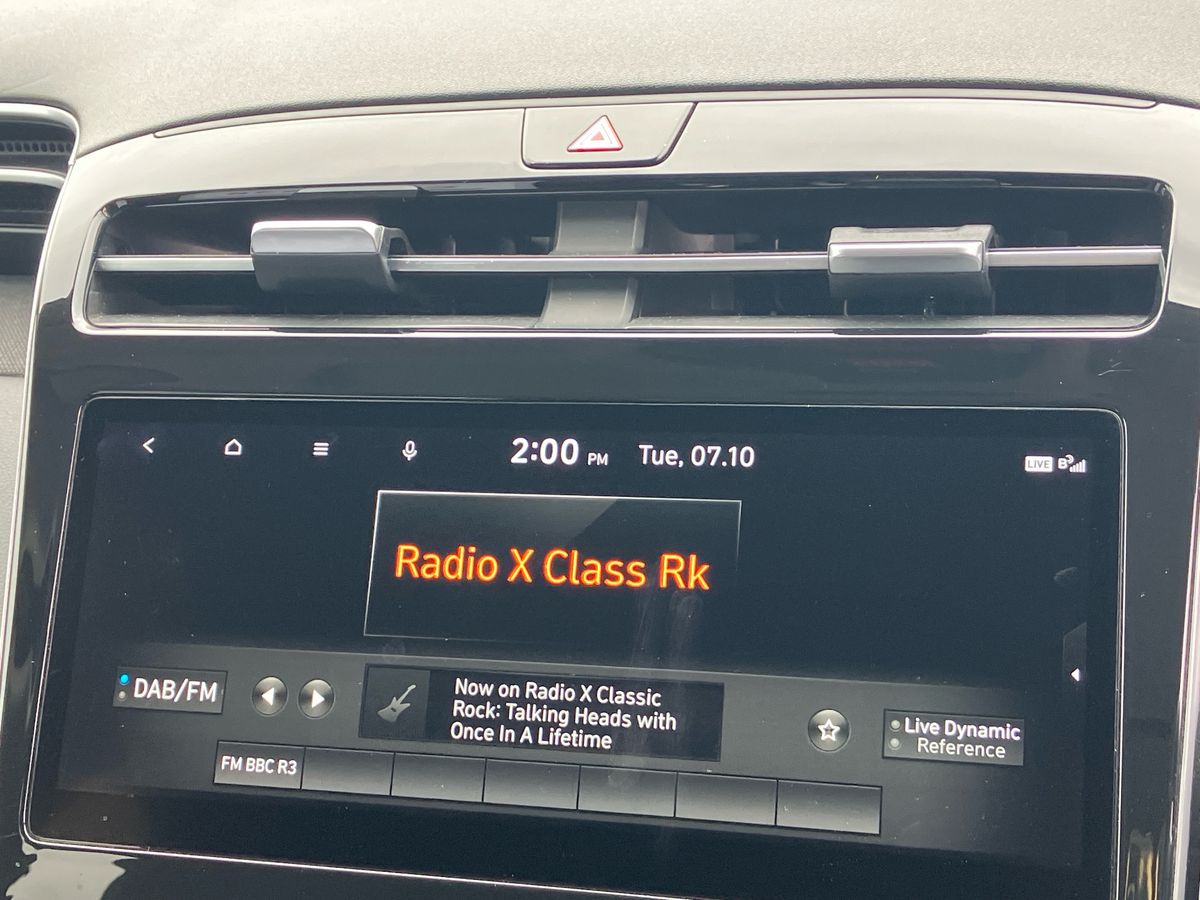 2:00 PM Tue, 07.10
LIVE B
Radio X Class Rk
DAB/FM
Now on Radio X Classic
Rock: Talking Heads with
Once In A Lifetime
Live Dynamic
Reference
FM BBC R3